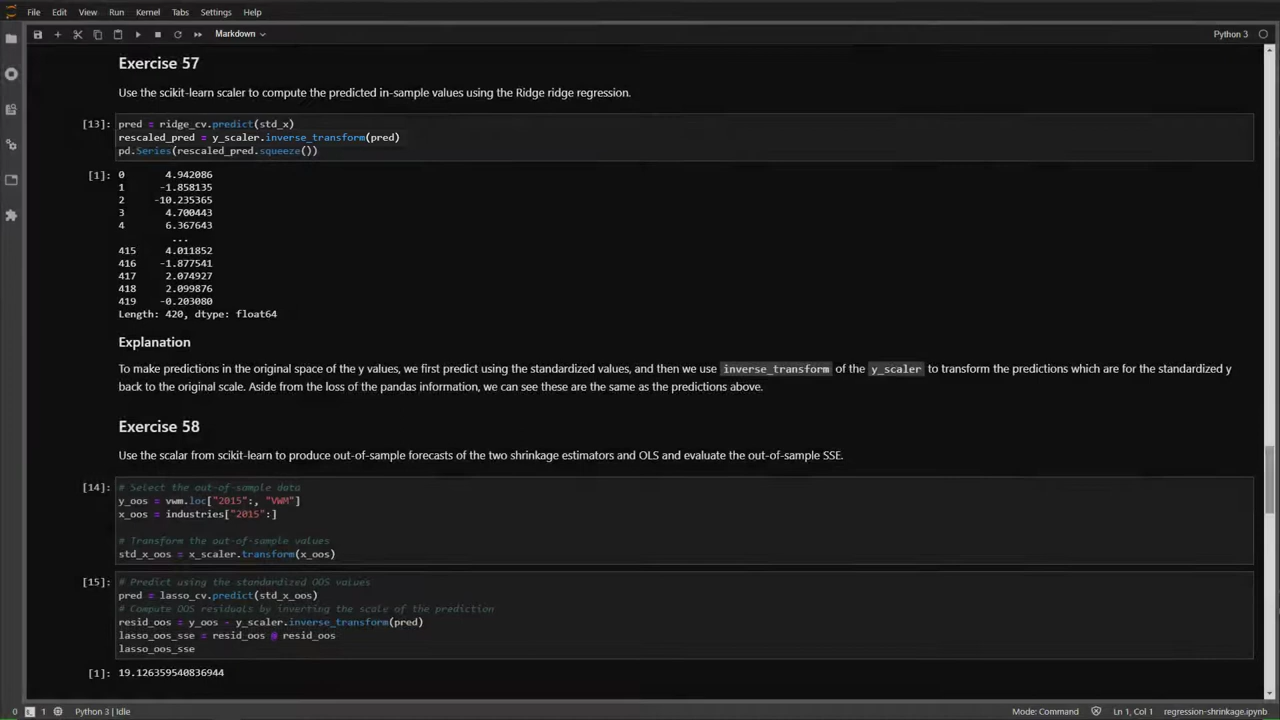 File Edit View Run Kernel Tabs Settings Help
Markdown
Python 3
Exercise 57
Use the scikit-learn scaler to compute the predicted in-sample values using the Ridge ridge regression.
[13]: pred = ridge_cv.predict(std_x)
rescaled_pred = y_scaler.inverse_transform(pred)
pd.Series(rescaled_pred.squeeze())
[1]: 0 4.942086
1 -1.858135
2 -10.235365
3 4.700443
4 6.367643
...
415 4.011852
416 -1.877541
417 2.074927
418 2.099876
419 -0.203080
Length: 420, dtype: float64
Explanation
To make predictions in the original space of the y values, we first predict using the standardized values, and then we use inverse_transform of the y_scaler to transform the predictions which are for the standardized y
back to the original scale. Aside from the loss of the pandas information, we can see these are the same as the predictions above.
Exercise 58
Use the scalar from scikit-learn to produce out-of-sample forecasts of the two shrinkage estimators and OLS and evaluate the out-of-sample SSE.
[14]: # Select the out-of-sample data
y_oos = vwm.loc["2015":, "VWM"]
x_oos = industries["2015":]
# Transform the out-of-sample values
std_x_oos = x_scaler.transform(x_oos)
[15]: # Predict using the standardized OOS values
pred = lasso_cv.predict(std_x_oos)
# Compute OOS residuals by inverting the scale of the prediction
resid_oos = y_oos - y_scaler.inverse_transform(pred)
lasso_oos_sse = resid_oos @ resid_oos
lasso_oos_sse
[1]: 19.126359540836944
0 1 Python 3 | Idle Mode: Command Ln 1, Col 1 regression-shrinkage.ipynb